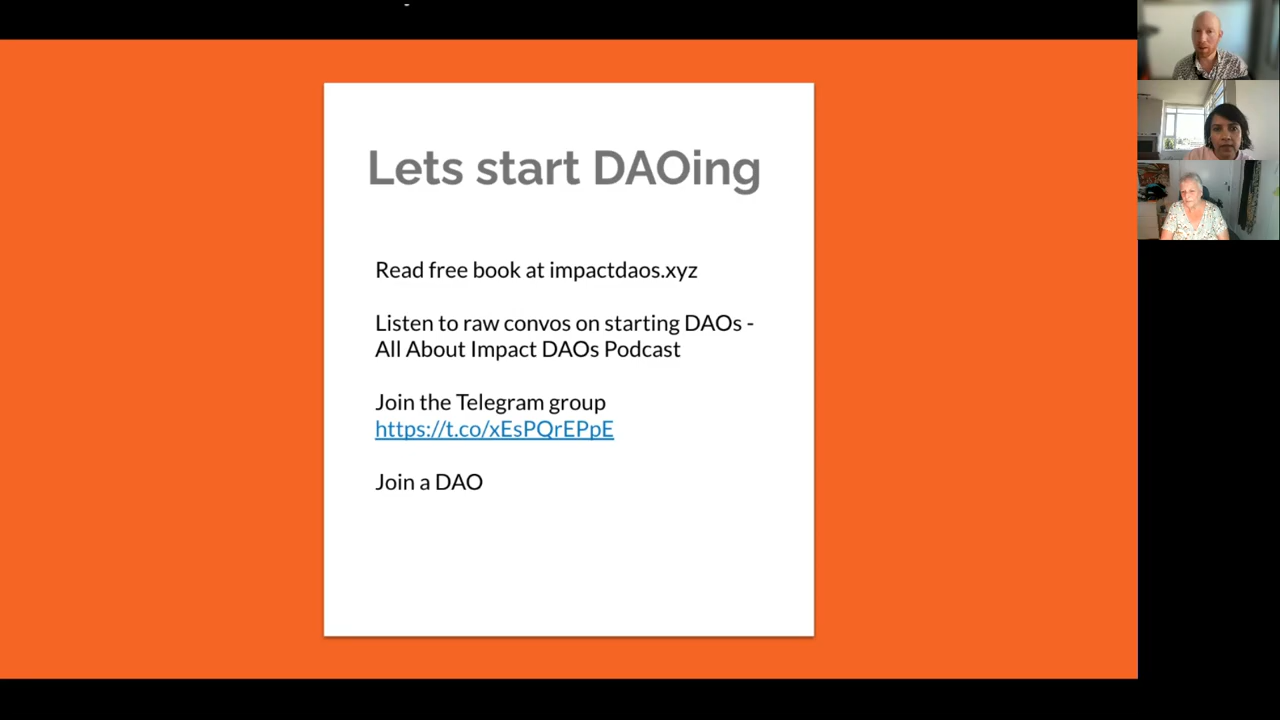 Lets start DAOing
Read free book at impactdaos.xyz
Listen to raw convos on starting DAOs -
All About Impact DAOs Podcast
Join the Telegram group
https://t.co/xEsPQrEPpE
Join a DAO